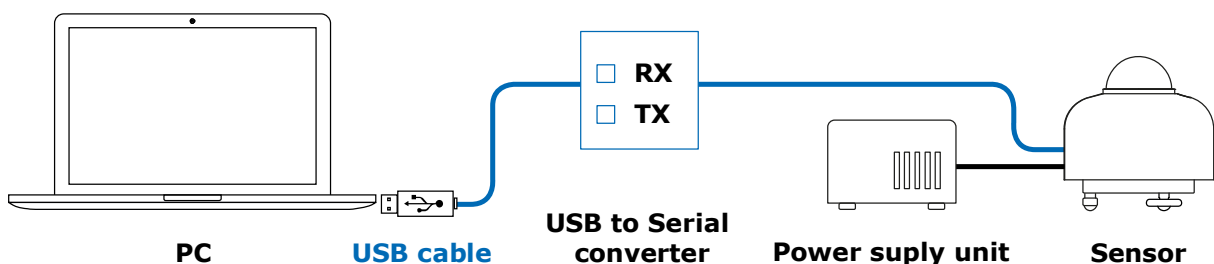 RX
TX
PC
USB cable
USB to Serial
converter
Power suply unit
Sensor